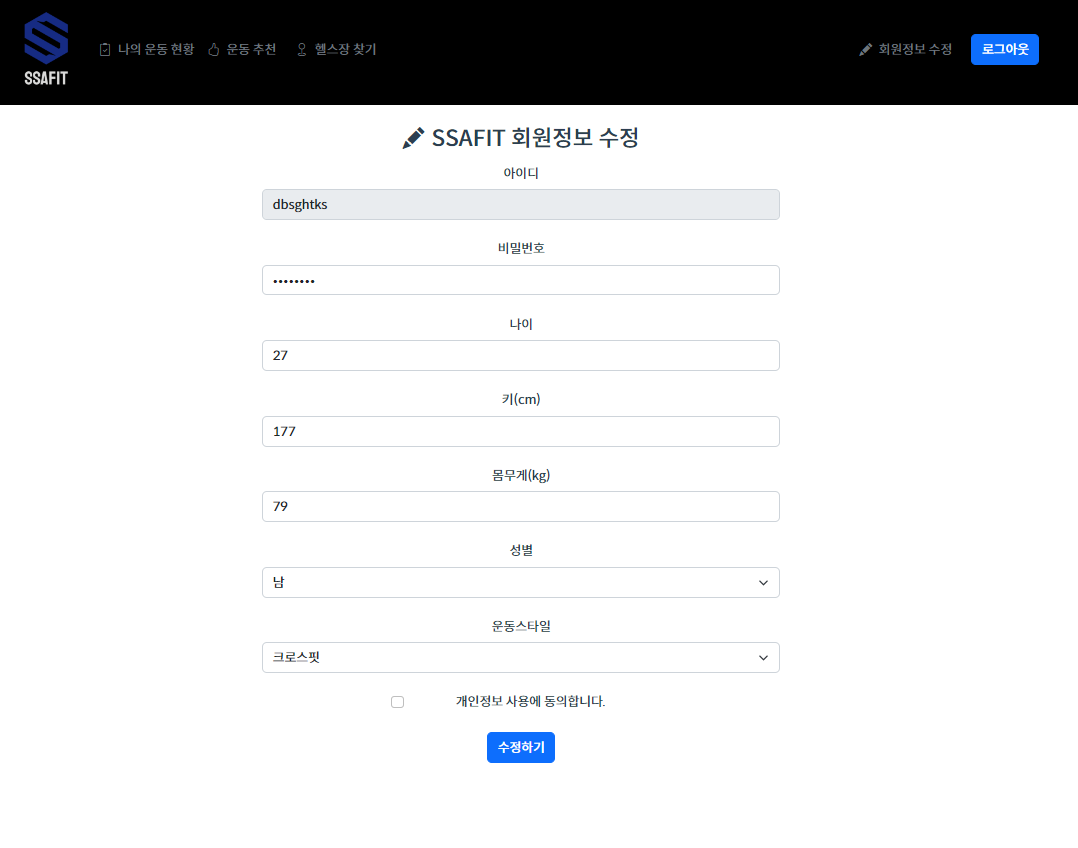 SSAFIT
나의 운동 현황
운동 추천
헬스장 찾기
회원정보 수정
로그아웃
SSAFIT 회원정보 수정
아이디
dbsghtks
비밀번호
••••••••
나이
27
키(cm)
177
몸무게(kg)
79
성별
남
운동스타일
크로스핏
개인정보 사용에 동의합니다.
수정하기